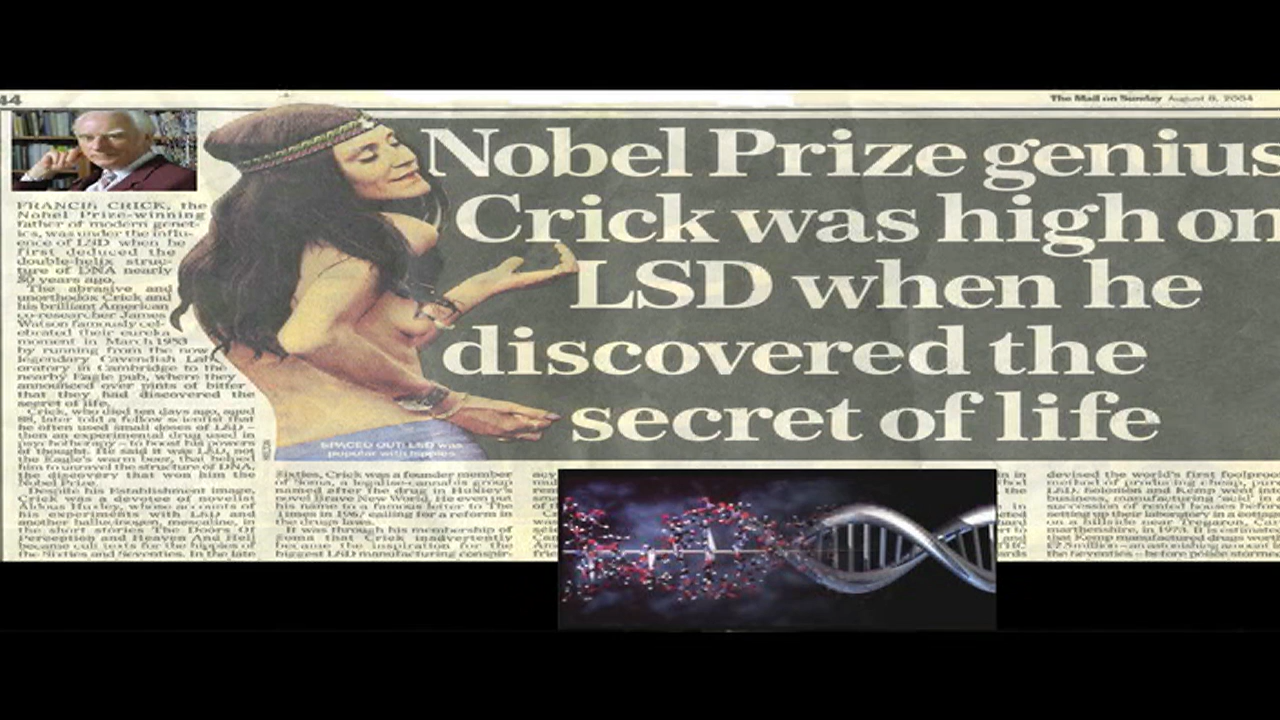 44
The Mail on Sunday August 8, 2004
Nobel Prize genius
Crick was high on
LSD when he
discovered the
secret of life
FRANCIS CRICK, the
Nobel Prize-winning
father of modern genet-
ics, was under the influ-
ence of LSD when he
first deduced the
double-helix struc-
ture of DNA nearly
50 years ago.
The abrasive and
unorthodox Crick and
his brilliant American
co-researcher James
Watson famously cel-
ebrated their eureka
moment in March 1953
by running from the now
legendary Cavendish Lab-
oratory in Cambridge to the
nearby Eagle pub, where they
announced over pints of bitter
that they had discovered the
secret of life.
Crick, who died ten days ago, aged
88, later told a fellow scientist that
he often used small doses of LSD –
then an experimental drug used in
psychotherapy – to boost his powers
of thought. He said it was LSD, not
the Eagle's warm beer, that helped
him to unravel the structure of DNA,
the discovery that won him the
Nobel Prize.
Despite his Establishment image,
Crick was a devotee of novelist
Aldous Huxley, whose accounts of
his experiments with LSD and
another hallucinogen, mescaline, in
the short stories The Doors Of
Perception and Heaven And Hell
became cult texts for the hippies of
the Sixties and Seventies. In the late
SPACED OUT: LSD was
popular with hippies
Sixties, Crick was a founder member
of Soma, a legalise-cannabis group
named after the drug in Huxley's
novel Brave New World. He even put
his name to a famous letter to The
Times in 1967 calling for a reform in
the drugs laws.
It was through his membership of
Soma that Crick inadvertently
became the inspiration for the
biggest LSD manufacturing conspir-
devised the world's first foolproof
method of producing cheap, pure
LSD. Solomon and Kemp went into
business, manufacturing 'acid' in a
succession of rented houses before
setting up their laboratory in a cottage
on a hillside near Tregaron, Car-
marthenshire, in 1973. It is estimated
that Kemp manufactured drugs worth
£2.5 million – an astonishing amount in
the Seventies – before police stormed